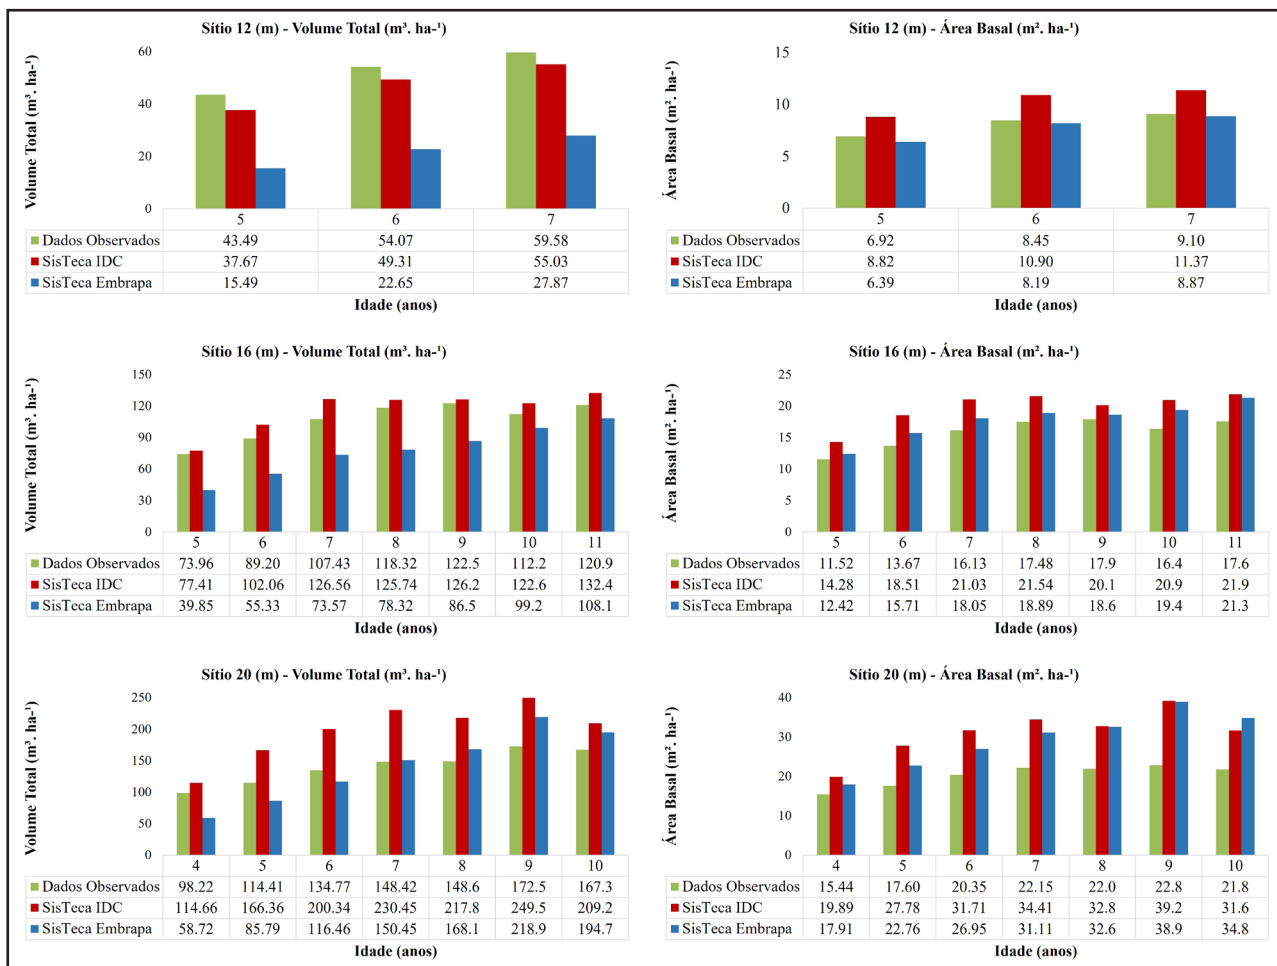 Sítio 12 (m) - Volume Total (m³. ha-¹)
Volume Total (m³. ha-¹)
60
40
20
0
5 6 7
Dados Observados 43.49 54.07 59.58
SisTeca IDC 37.67 49.31 55.03
SisTeca Embrapa 15.49 22.65 27.87
Idade (anos)
Sítio 12 (m) - Área Basal (m². ha-¹)
Área Basal (m². ha-¹)
15
10
5
0
5 6 7
Dados Observados 6.92 8.45 9.10
SisTeca IDC 8.82 10.90 11.37
SisTeca Embrapa 6.39 8.19 8.87
Idade (anos)
Sítio 16 (m) - Volume Total (m³. ha-¹)
Volume Total (m³. ha-¹)
150
120
90
60
30
0
5 6 7 8 9 10 11
Dados Observados 73.96 89.20 107.43 118.32 122.5 112.2 120.9
SisTeca IDC 77.41 102.06 126.56 125.74 126.2 122.6 132.4
SisTeca Embrapa 39.85 55.33 73.57 78.32 86.5 99.2 108.1
Idade (anos)
Sítio 16 (m) - Área Basal (m². ha-¹)
Área Basal (m². ha-¹)
25
20
15
10
5
0
5 6 7 8 9 10 11
Dados Observados 11.52 13.67 16.13 17.48 17.9 16.4 17.6
SisTeca IDC 14.28 18.51 21.03 21.54 20.1 20.9 21.9
SisTeca Embrapa 12.42 15.71 18.05 18.89 18.6 19.4 21.3
Idade (anos)
Sítio 20 (m) - Volume Total (m³. ha-¹)
Volume Total (m³. ha-¹)
250
200
150
100
50
0
4 5 6 7 8 9 10
Dados Observados 98.22 114.41 134.77 148.42 148.6 172.5 167.3
SisTeca IDC 114.66 166.36 200.34 230.45 217.8 249.5 209.2
SisTeca Embrapa 58.72 85.79 116.46 150.45 168.1 218.9 194.7
Idade (anos)
Sítio 20 (m) - Área Basal (m². ha-¹)
Área Basal (m². ha-¹)
40
30
20
10
0
4 5 6 7 8 9 10
Dados Observados 15.44 17.60 20.35 22.15 22.0 22.8 21.8
SisTeca IDC 19.89 27.78 31.71 34.41 32.8 39.2 31.6
SisTeca Embrapa 17.91 22.76 26.95 31.11 32.6 38.9 34.8
Idade (anos)